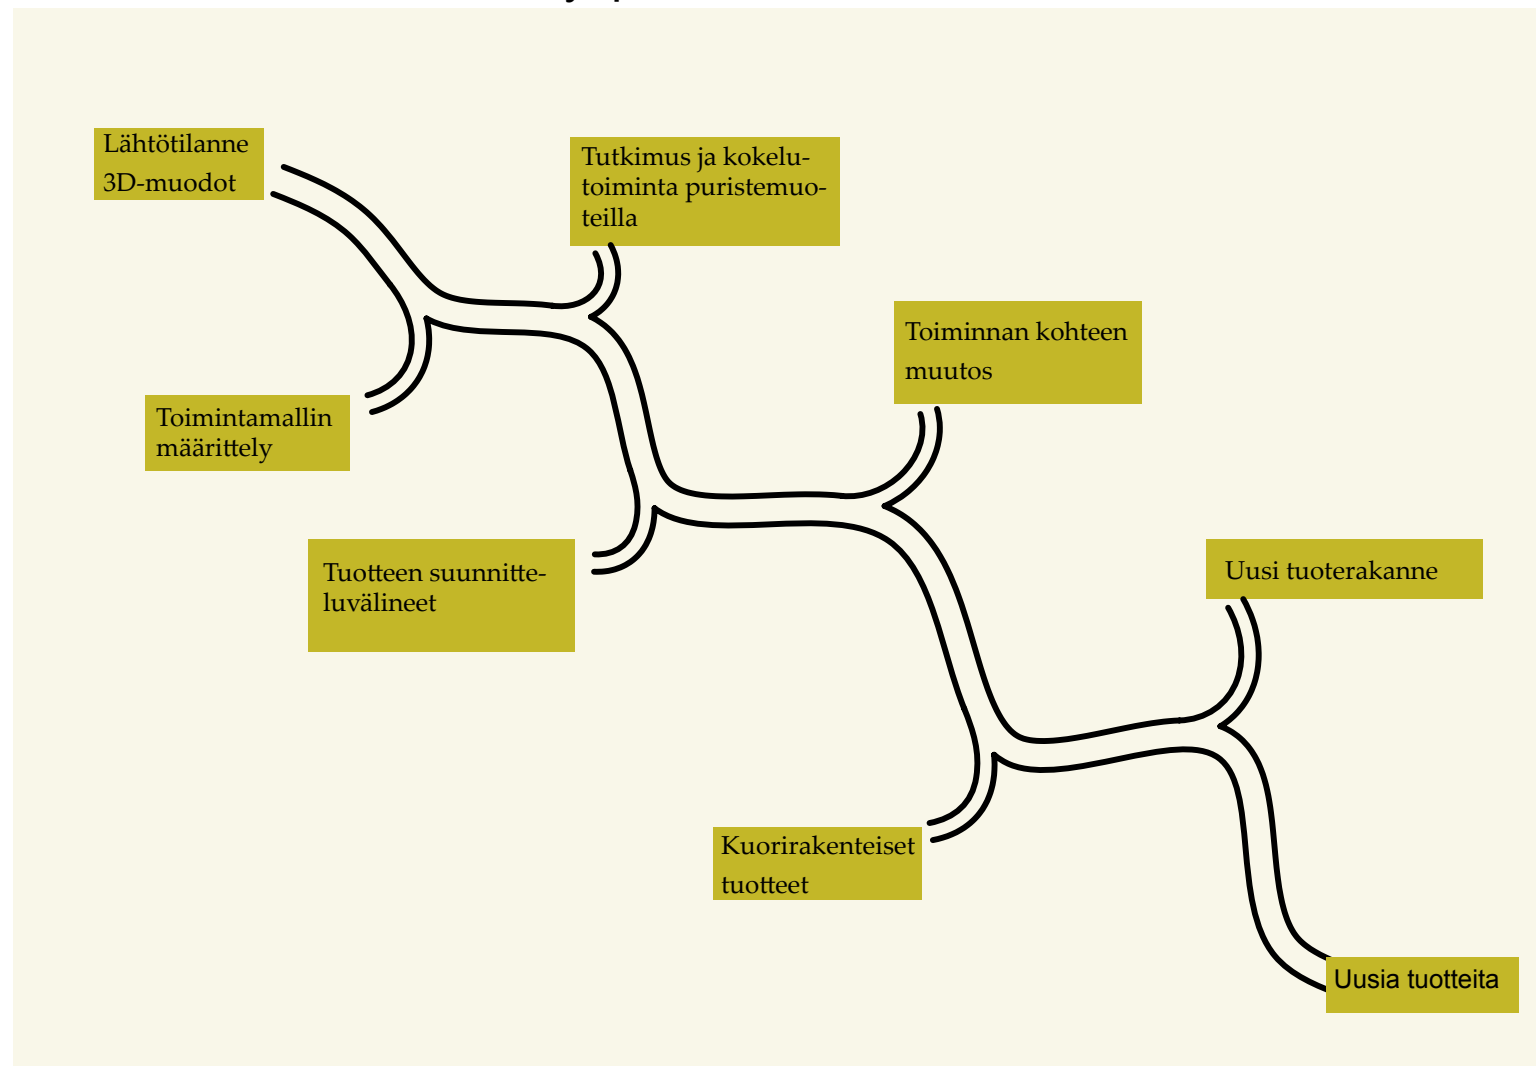 Lähtötilanne
3D-muodot
Tutkimus ja kokelu-
toiminta puristemuo-
teilla
Toiminnan kohteen
muutos
Toimintamallin
määrittely
Tuotteen suunnitte-
luvälineet
Uusi tuoterakanne
Kuorirakenteiset
tuotteet
Uusia tuotteita